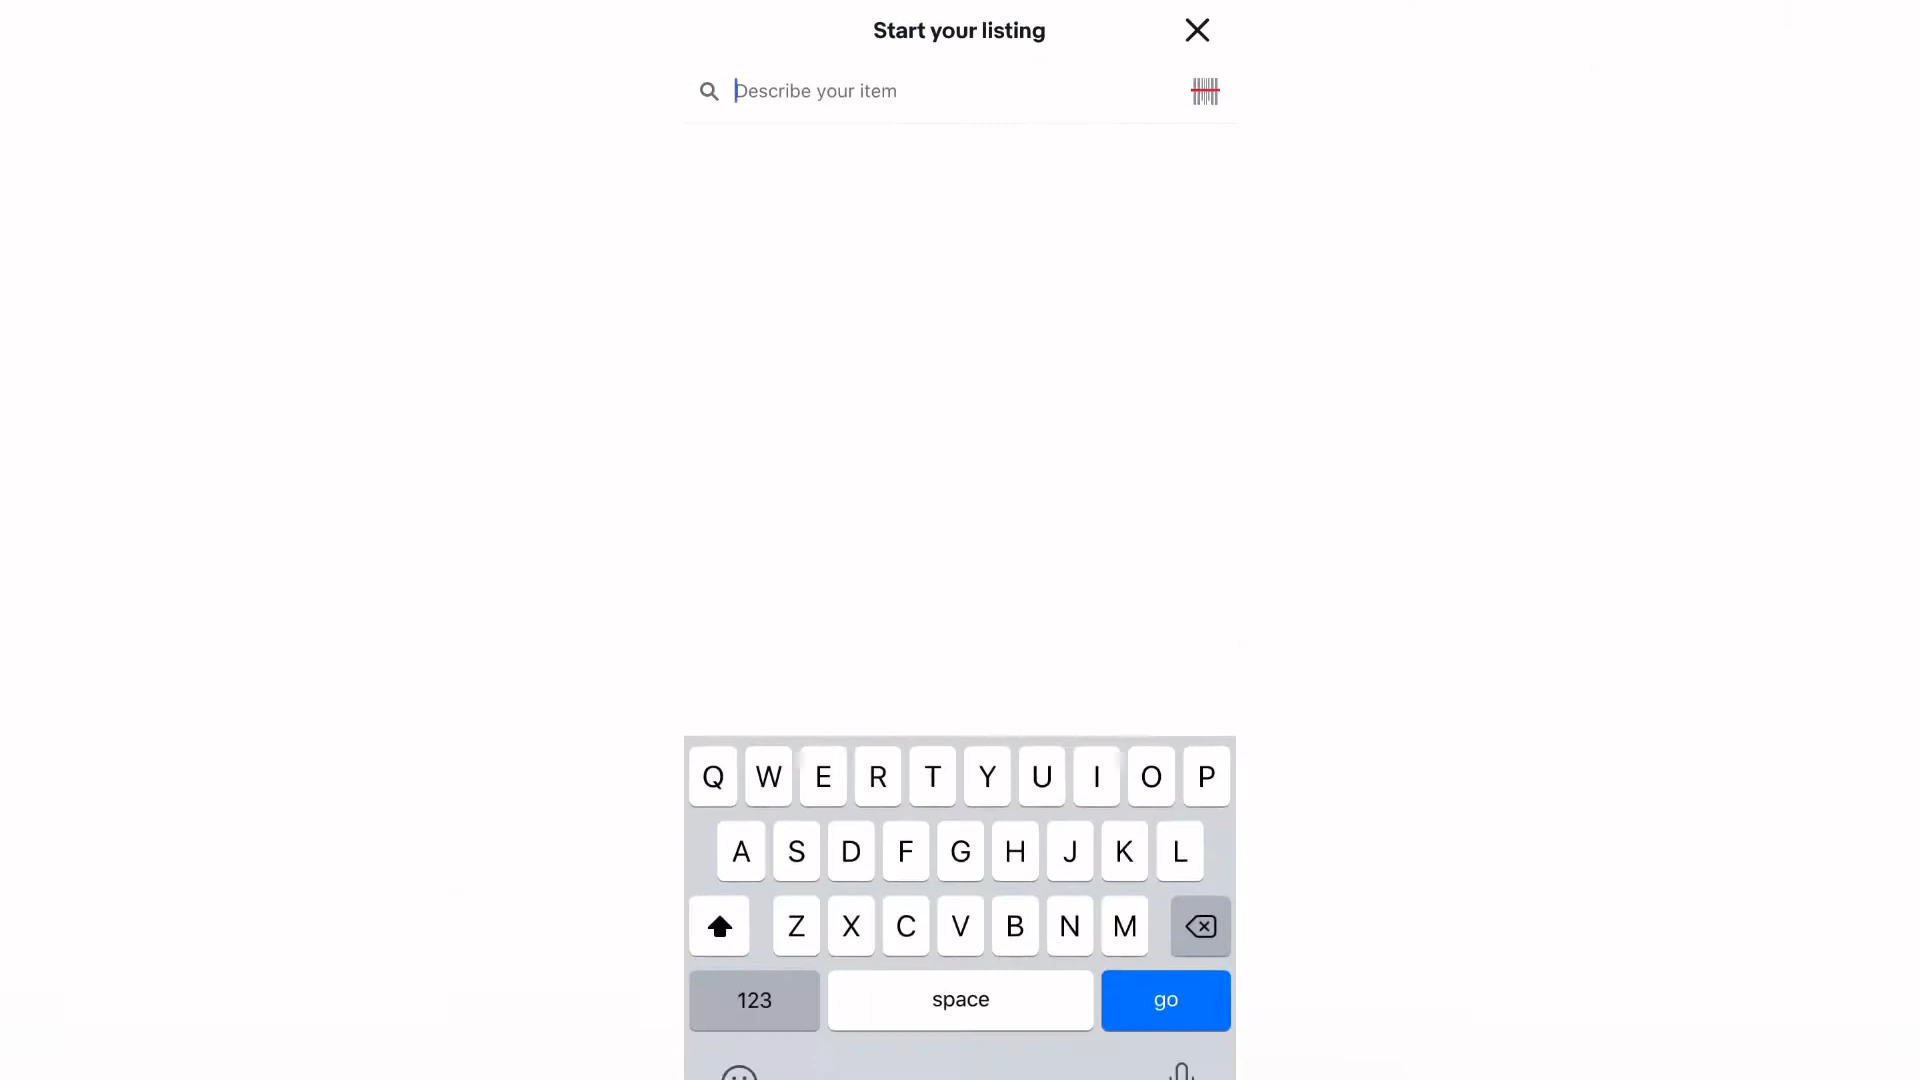 Start your listing
Describe your item
Q W E R T Y U I O P
A S D F G H J K L
Z X C V B N M
123 space go